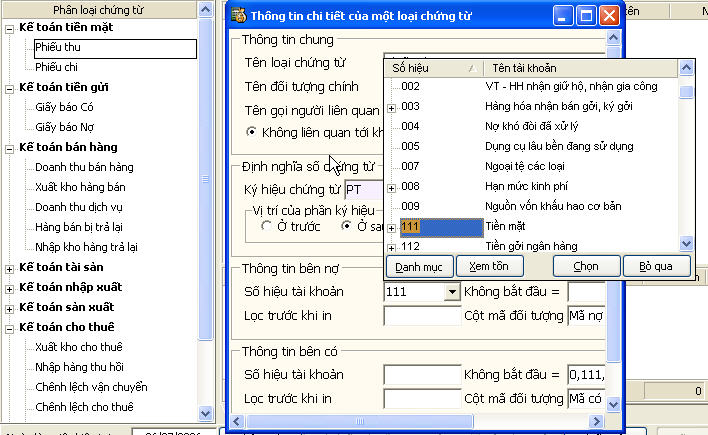 Phân loại chứng từ
Kế toán tiền mặt
Phiếu thu
Phiếu chi
Kế toán tiền gửi
Giấy báo Có
Giấy báo Nợ
Kế toán bán hàng
Doanh thu bán hàng
Xuất kho hàng bán
Doanh thu dịch vụ
Hàng bán bị trả lại
Nhập kho hàng trả lại
Kế toán tài sản
Kế toán nhập xuất
Kế toán sản xuất
Kế toán cho thuê
Xuất kho cho thuê
Nhập hàng thu hồi
Chênh lệch vận chuyển
Chênh lệch cho thuê
Thông tin chi tiết của một loại chứng từ
Thông tin chung
Tên loại chứng từ
Tên đối tượng chính
Tên gọi người liên quan
Không liên quan tới kh
Định nghĩa số chứng từ
Ký hiệu chứng từ PT
Vị trí của phần ký hiệu
Ở trước Ở sau
Số hiệu Tên tài khoản
002 VT - HH nhận giữ hộ, nhận gia công
003 Hàng hóa nhận bán gởi, ký gởi
004 Nợ khó đòi đã xử lý
005 Dụng cụ lâu bền đang sử dụng
007 Ngoại tệ các loại
008 Hạn mức kinh phí
009 Nguồn vốn khấu hao cơ bản
111 Tiền mặt
112 Tiền gởi ngân hàng
Danh mục Xem tồn Chọn Bỏ qua
Thông tin bên nợ
Số hiệu tài khoản 111 Không bắt đầu =
Lọc trước khi in Cột mã đối tượng Mã nợ
Thông tin bên có
Số hiệu tài khoản Không bắt đầu = 0,111,
Lọc trước khi in Cột mã đối tượng Mã có
0